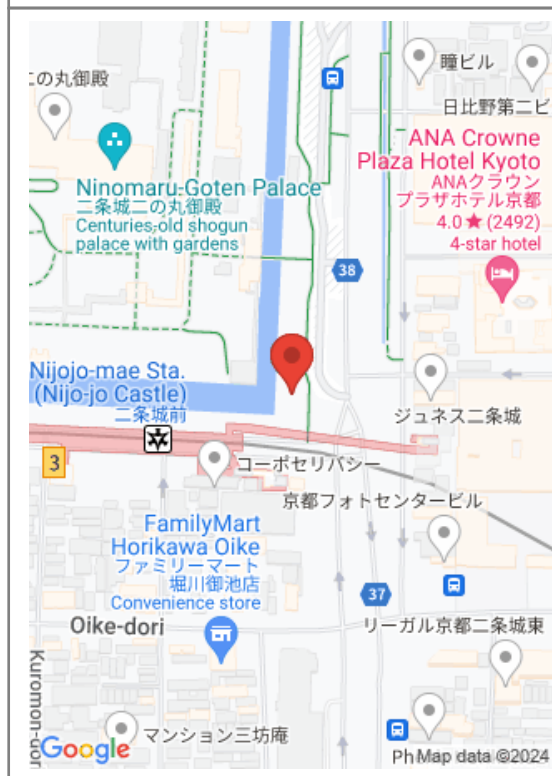 二の丸御殿
瞳ビル
日比野第二ビ
ANA Crowne
Plaza Hotel Kyoto
ANAクラウン
プラザホテル京都
4.0★(2492)
4-star hotel
Ninomaru-Goten Palace
二条城二の丸御殿
Centuries-old shogun
palace with gardens
38
Nijojo-mae Sta.
(Nijo-jo Castle)
二条城前
ジュネス二条城
3
コーポセリバシー
京都フォトセンタービル
FamilyMart
Horikawa Oike
ファミリーマート
堀川御池店
Convenience store
37
Oike-dori
リーガル京都二条城東
Kuromon-dori
マンション三坊庵
Google
Ph Map data ©2024